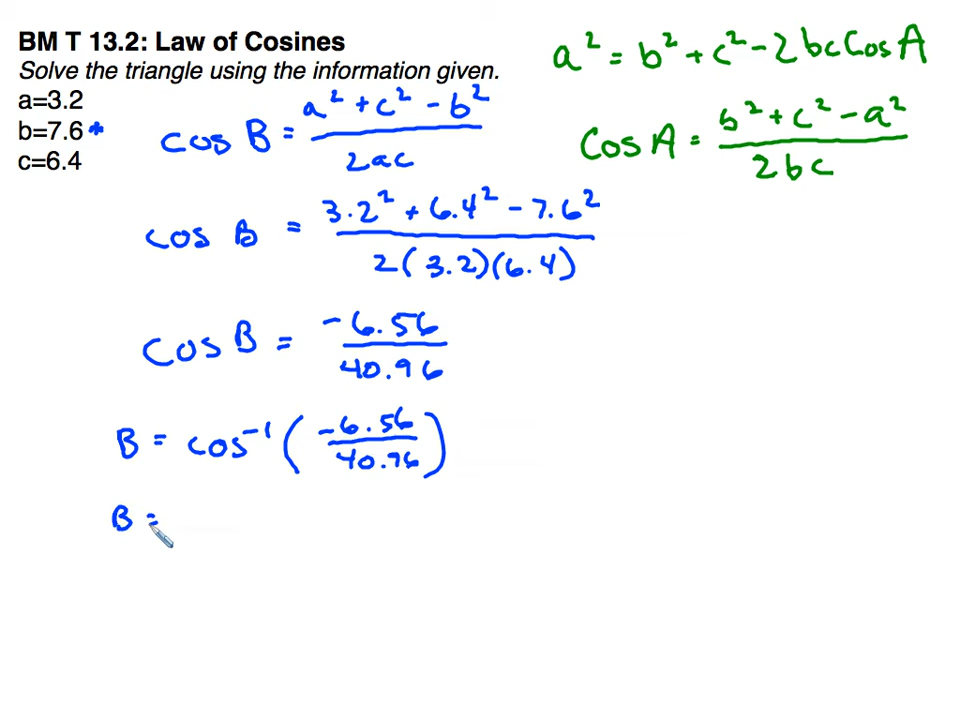 BM T 13.2: Law of Cosines
Solve the triangle using the information given.
a=3.2
b=7.6*
c=6.4
a² = b² + c² - 2bc Cos A
Cos A = (b² + c² - a²) / 2bc
cos B = (a² + c² - b²) / 2ac
cos B = (3.2² + 6.4² - 7.6²) / 2(3.2)(6.4)
cos B = -6.56 / 40.96
B = cos⁻¹ (-6.56 / 40.96)
B =